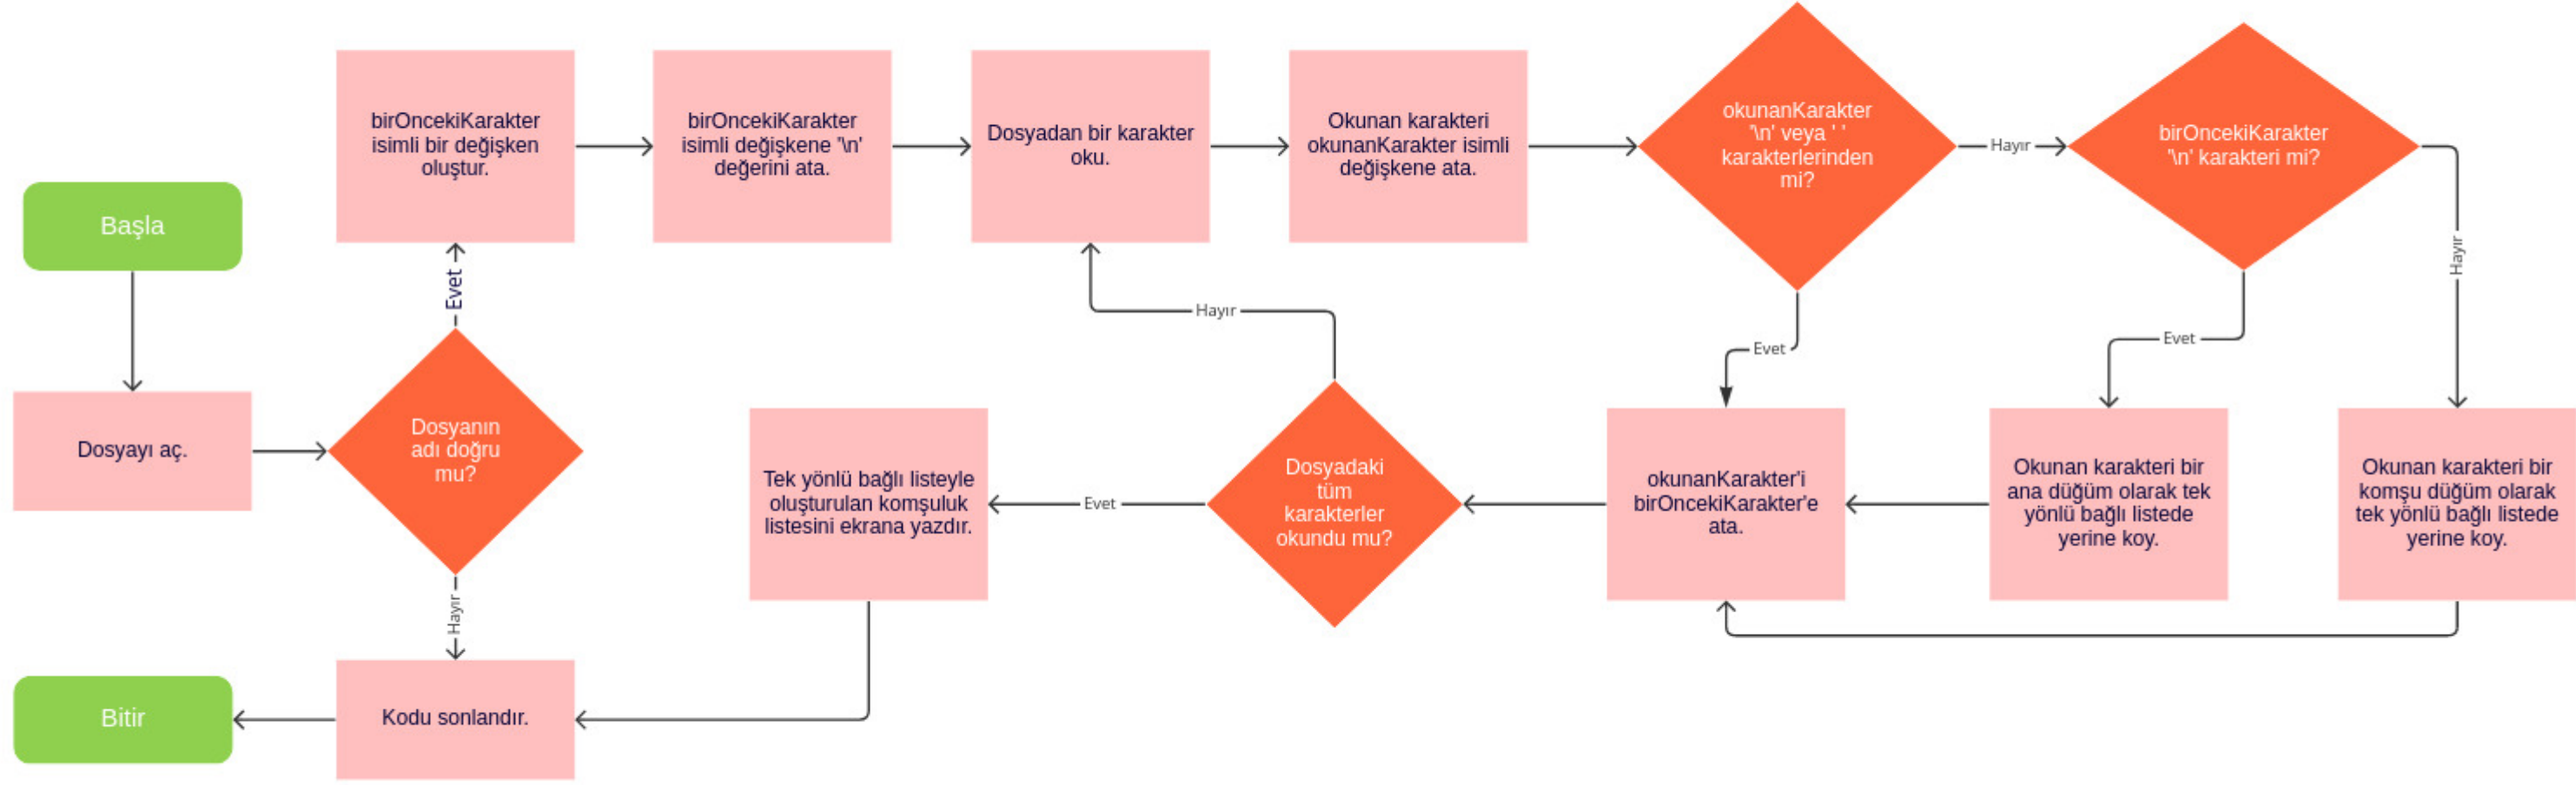 Başla
Dosyayı aç.
Dosyanın
adı doğru
mu?
Evet
Hayır
birOncekiKarakter
isimli bir değişken
oluştur.
birOncekiKarakter
isimli değişkene '\n'
değerini ata.
Dosyadan bir karakter
oku.
Okunan karakteri
okunanKarakter isimli
değişkene ata.
okunanKarakter
'\n' veya ' '
karakterlerinden
mi?
Hayır
Evet
birOncekiKarakter
'\n' karakteri mi?
Hayır
Evet
Okunan karakteri bir
komşu düğüm olarak
tek yönlü bağlı listede
yerine koy.
Okunan karakteri bir
ana düğüm olarak tek
yönlü bağlı listede
yerine koy.
okunanKarakter'i
birOncekiKarakter'e
ata.
Dosyadaki
tüm
karakterler
okundu mu?
Hayır
Evet
Tek yönlü bağlı listeyle
oluşturulan komşuluk
listesini ekrana yazdır.
Kodu sonlandır.
Bitir